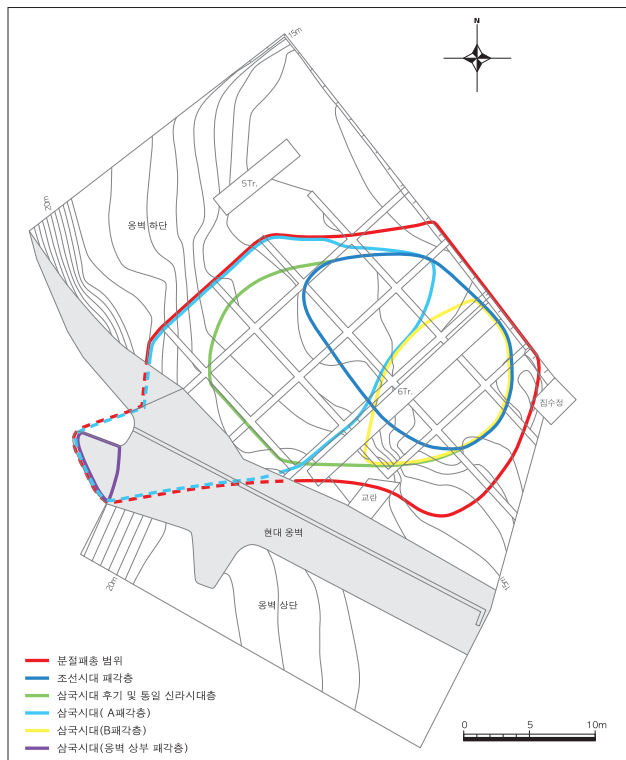 N
15m
5Tr.
20m
옹벽 하단
6Tr.
집수정
교란
현대 옹벽
15m
20m
옹벽 상단
분절패총 범위
조선시대 패각층
삼국시대 후기 및 통일 신라시대층
삼국시대( A패각층)
삼국시대(B패각층)
삼국시대(옹벽 상부 패각층)
0 5 10m